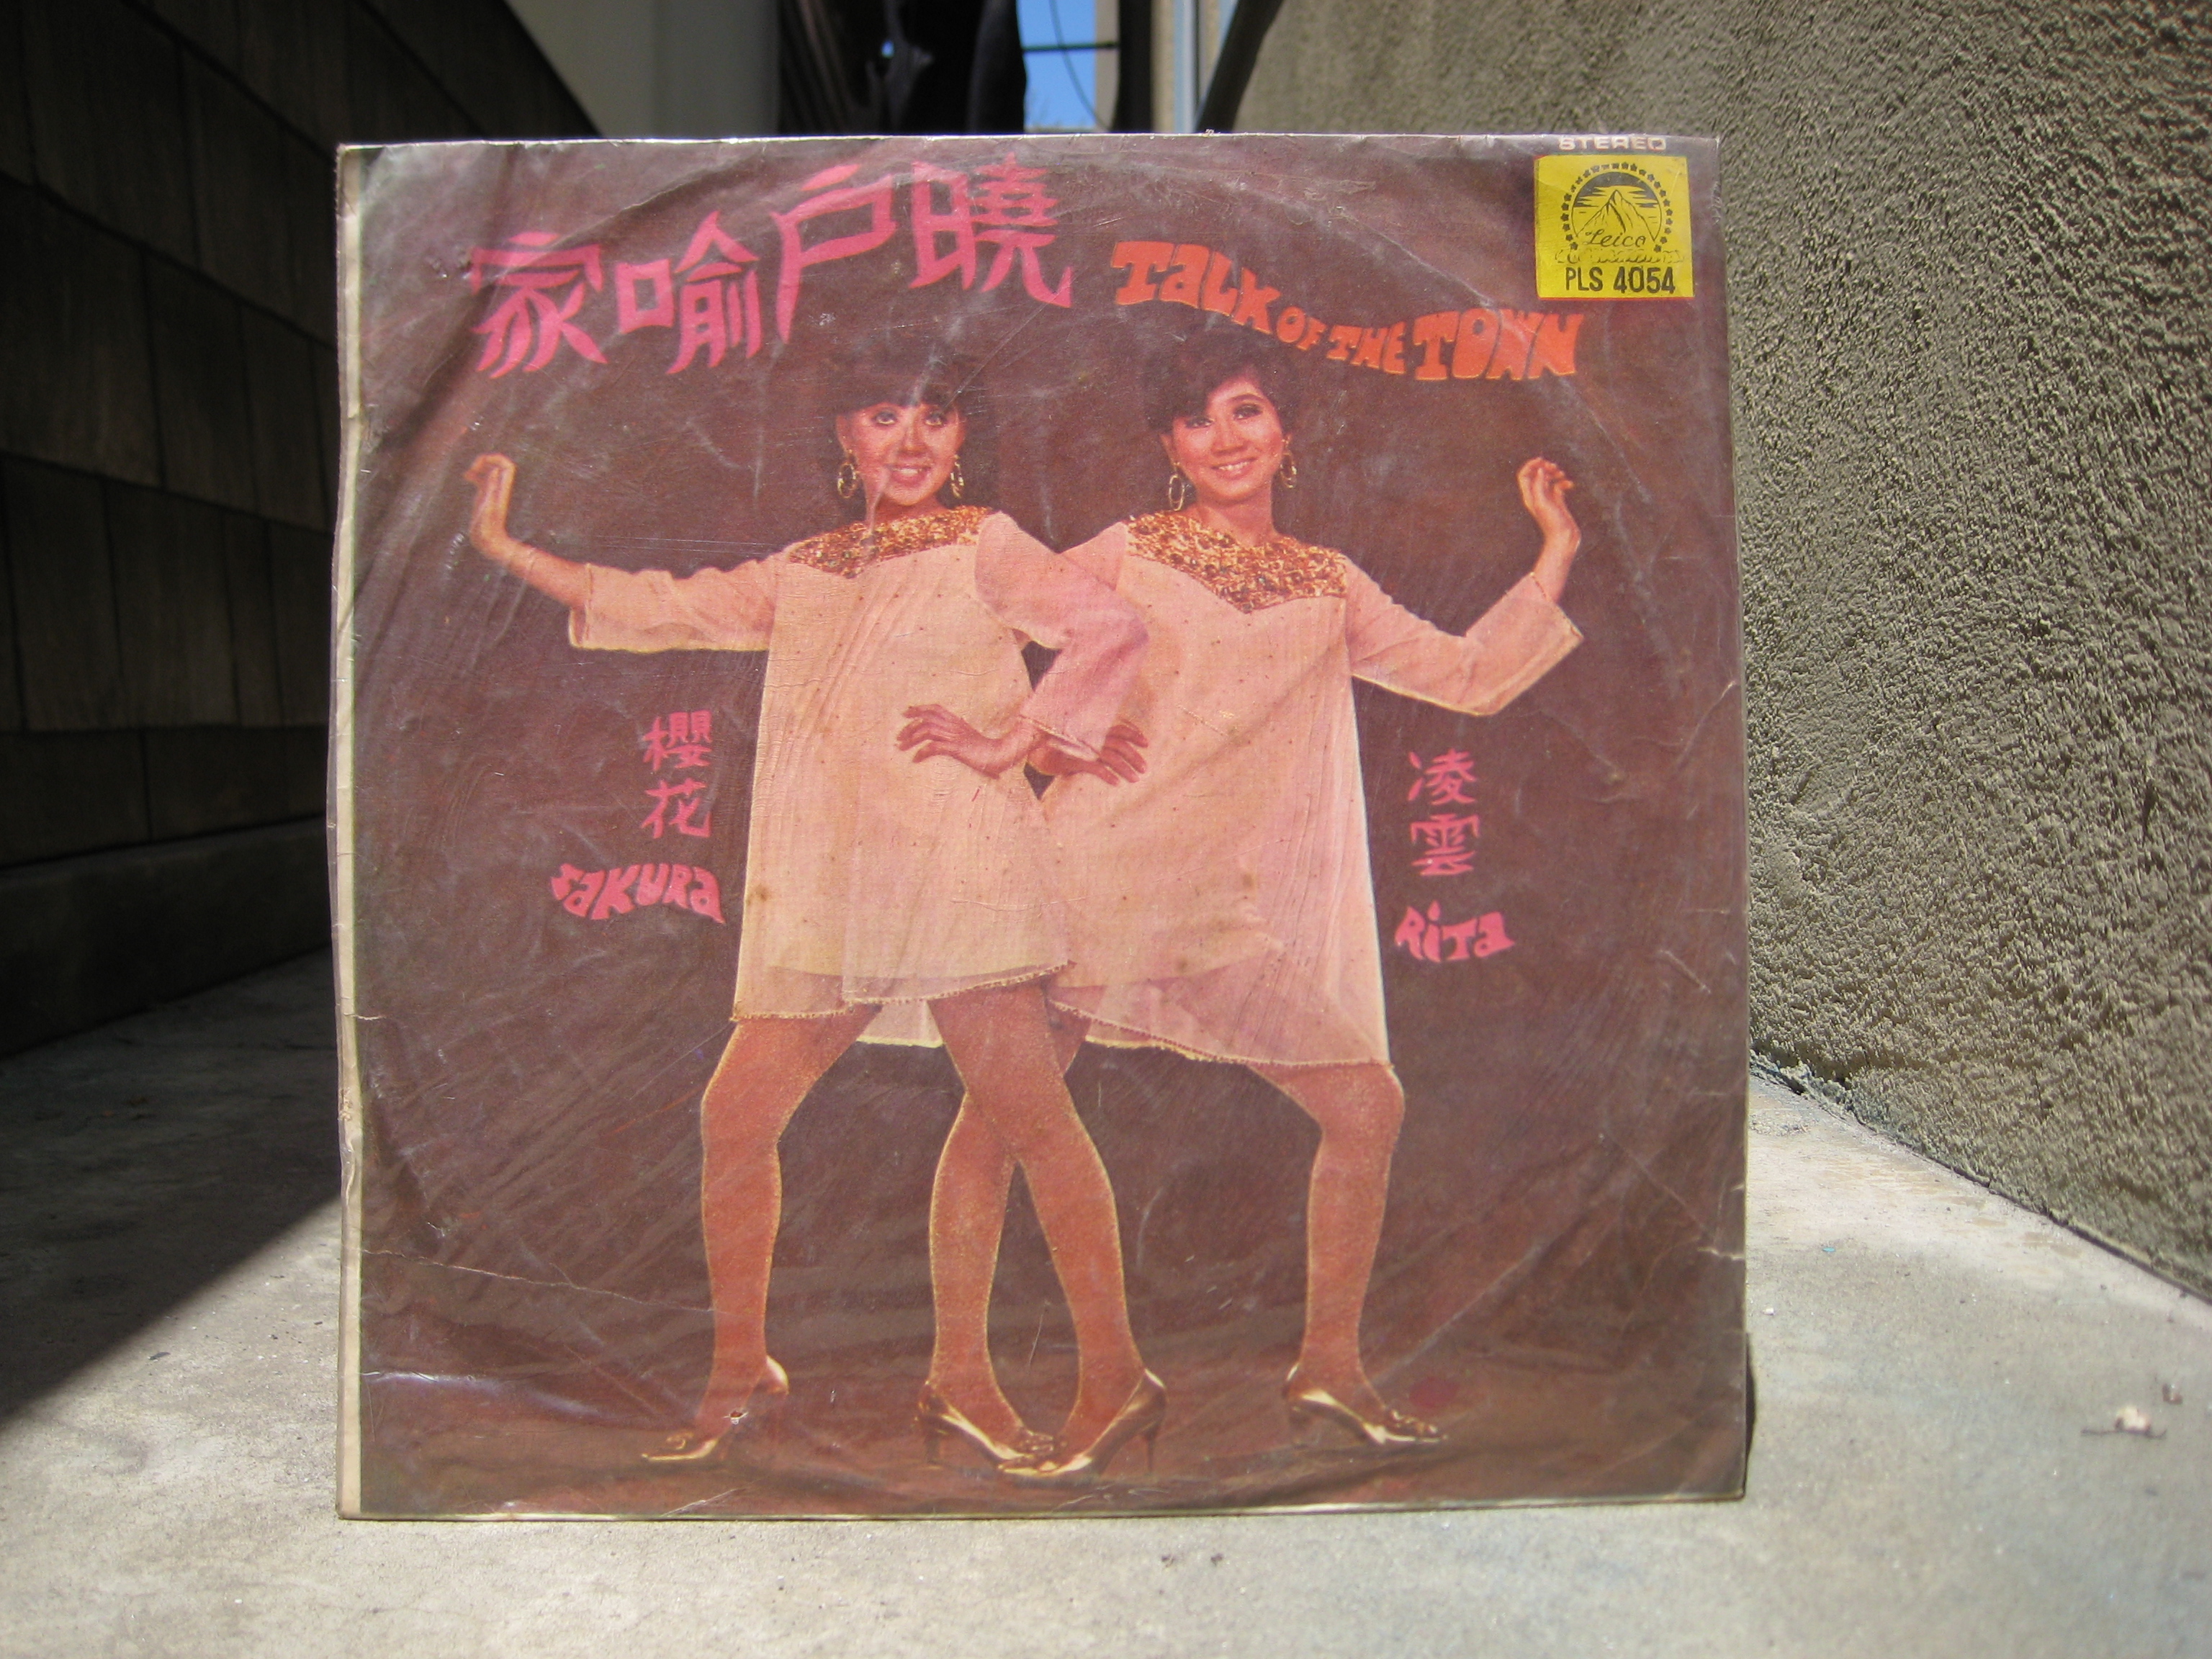 STEREO
家喻戶曉
TALK OF THE TOWN
Leico
PLS 4054
櫻花
SAKURA
凌雲
RITA